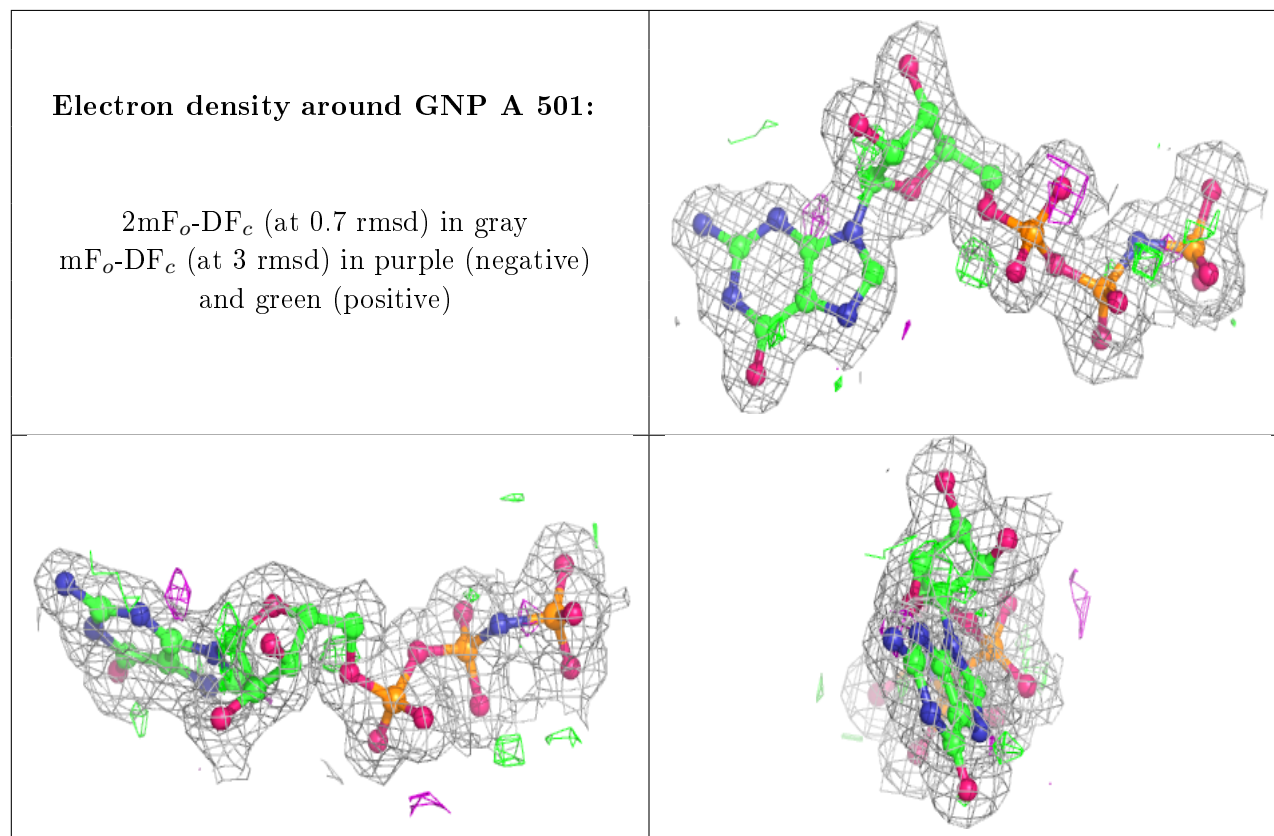 Electron density around GNP A 501:
2mFₒ-DF𝒸 (at 0.7 rmsd) in gray
mFₒ-DF𝒸 (at 3 rmsd) in purple (negative)
and green (positive)